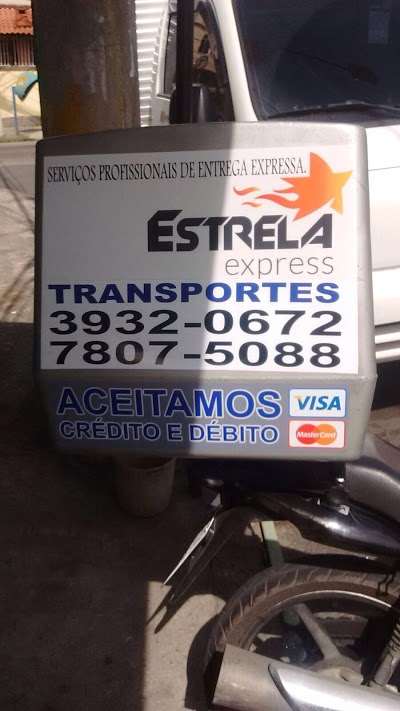 SERVIÇOS PROFISSIONAIS DE ENTREGA EXPRESSA.
ESTRELA
express
TRANSPORTES
3932-0672
7807-5088
ACEITAMOS VISA
CRÉDITO E DÉBITO MasterCard